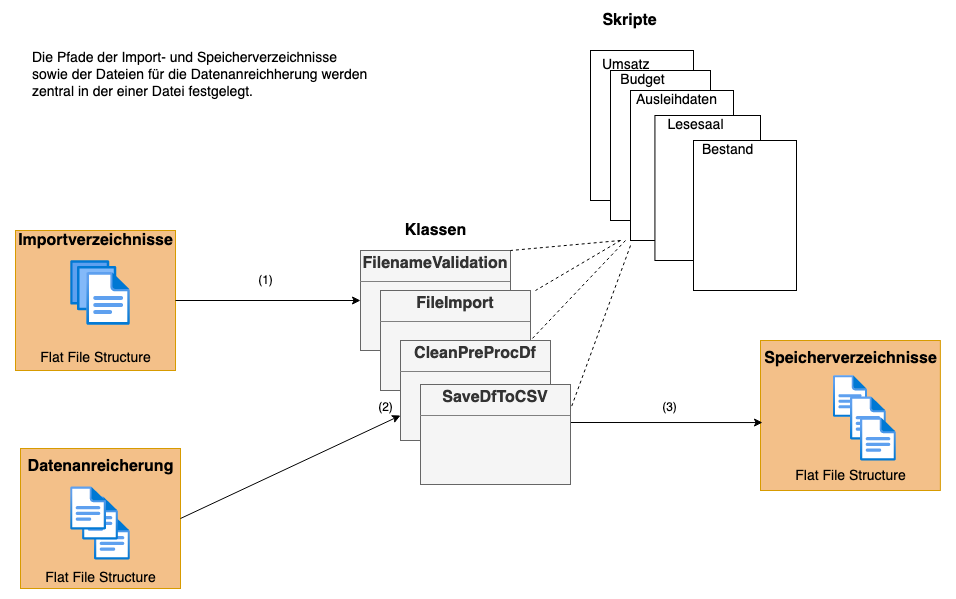 Skripte
Die Pfade der Import- und Speicherverzeichnisse
sowie der Dateien für die Datenanreichherung werden
zentral in der einer Datei festgelegt.
Umsatz
Budget
Ausleihdaten
Lesesaal
Bestand
Importverzeichnisse
Flat File Structure
(1)
Klassen
FilenameValidation
FileImport
CleanPreProcDf
SaveDfToCSV
(2)
(3)
Speicherverzeichnisse
Flat File Structure
Datenanreicherung
Flat File Structure